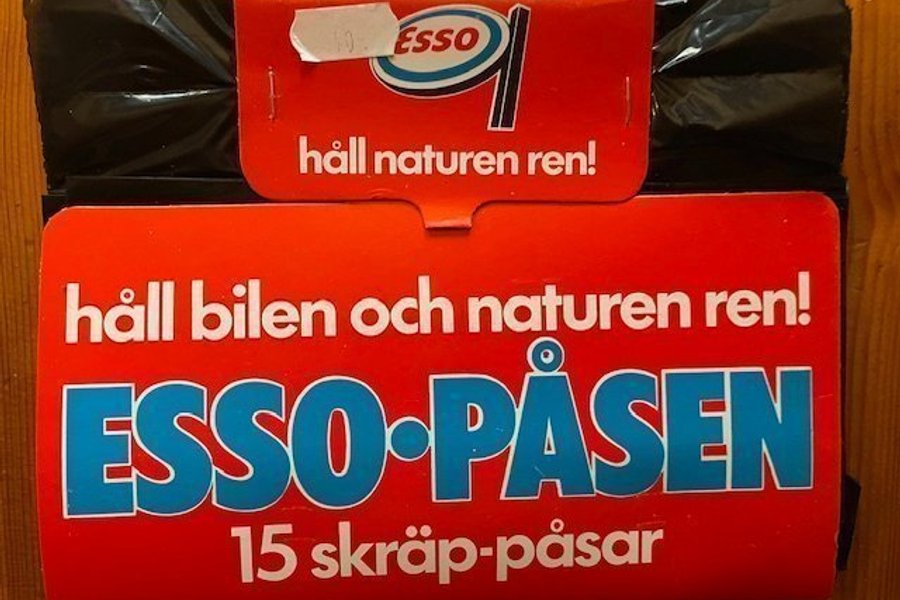 ESSO
håll naturen ren!
håll bilen och naturen ren!
ESSO•PÅSEN
15 skräp-påsar